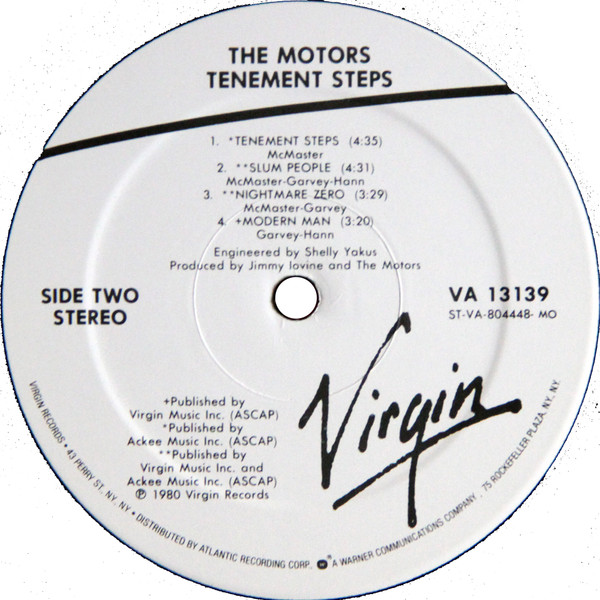 THE MOTORS
TENEMENT STEPS
1. *TENEMENT STEPS (4:35)
McMaster
2. **SLUM PEOPLE (4:31)
McMaster-Garvey-Hann
3. **NIGHTMARE ZERO (3:29)
McMaster-Garvey
4. +MODERN MAN (3:20)
Garvey-Hann
Engineered by Shelly Yakus
Produced by Jimmy Iovine and The Motors
SIDE TWO
STEREO
VA 13139
ST-VA-804448- MO
Virgin
+Published by
Virgin Music Inc. (ASCAP)
*Published by
Ackee Music Inc. (ASCAP)
**Published by
Virgin Music Inc. and
Ackee Music Inc. (ASCAP)
℗ 1980 Virgin Records
VIRGIN RECORDS • 43 PERRY ST. NY, NY • DISTRIBUTED BY ATLANTIC RECORDING CORP. ® A WARNER COMMUNICATIONS COMPANY, 75 ROCKEFELLER PLAZA, NY, NY.